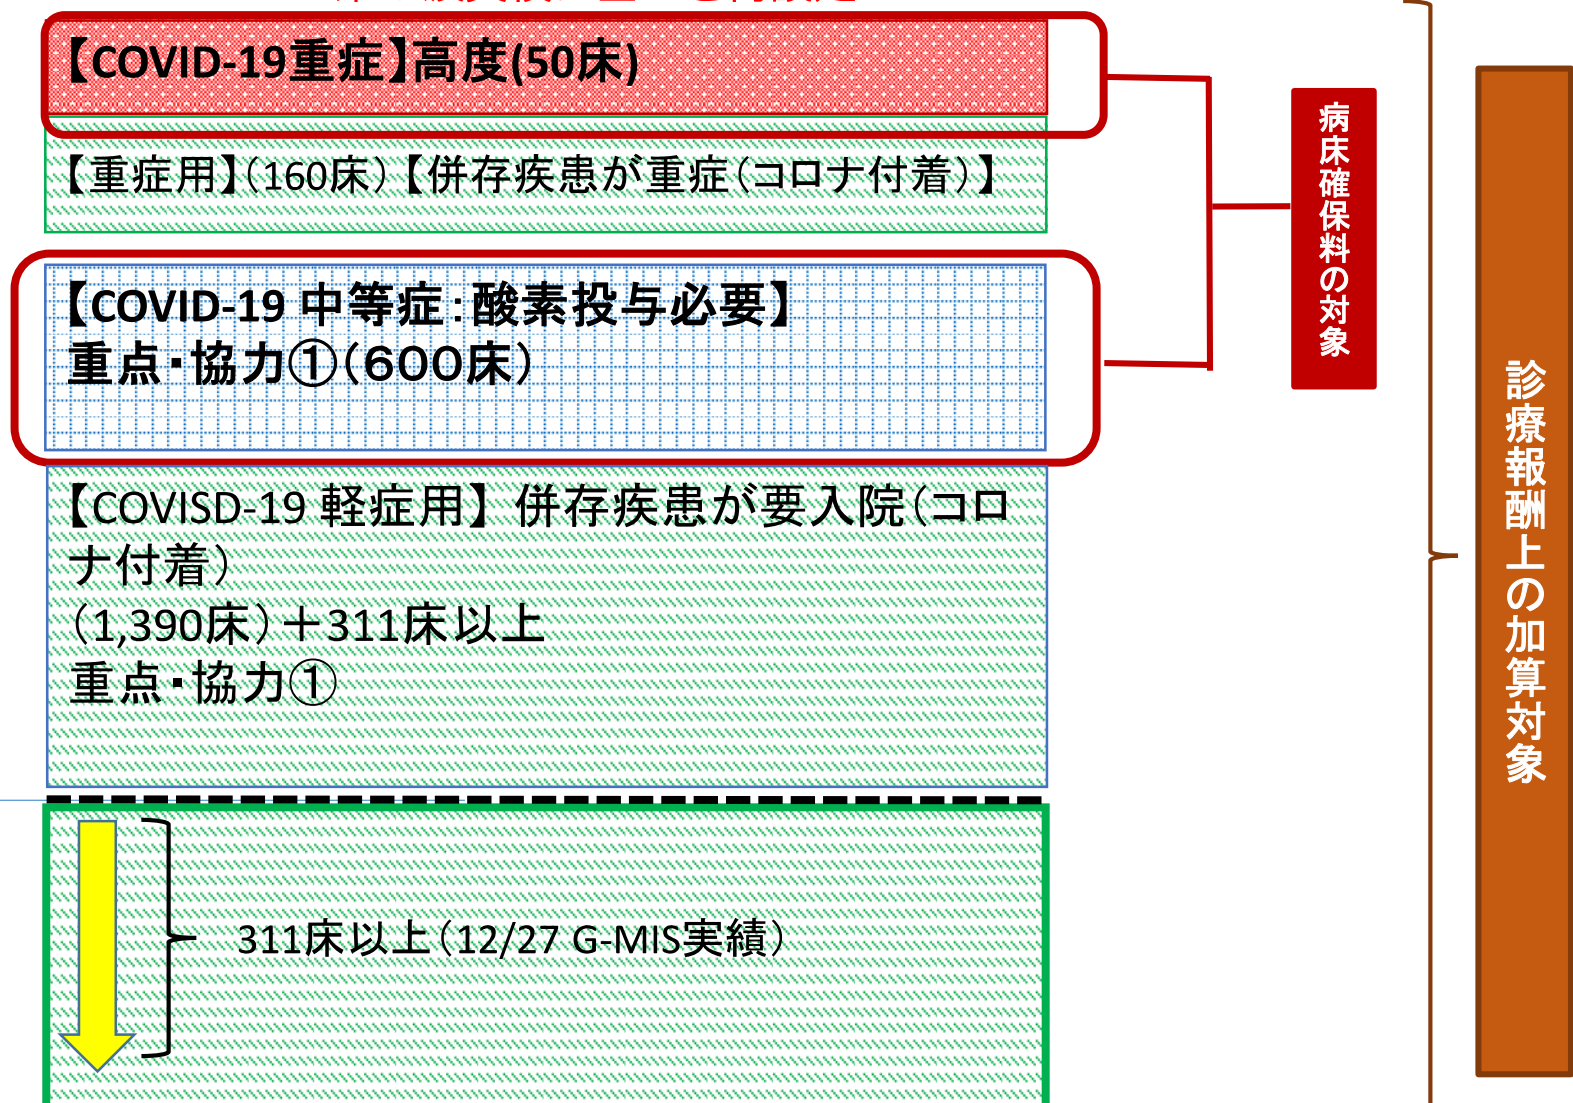 【COVID-19重症】高度(50床)
【重症用】（160床）【併存疾患が重症（コロナ付着）】
【COVID-19 中等症：酸素投与必要】
重点・協力①（６００床）
【COVISD-19 軽症用】 併存疾患が要入院（コロ
ナ付着）
（1,390床）＋311床以上
重点・協力①
311床以上（12/27 G-MIS実績）
病床確保料の対象
診療報酬上の加算対象